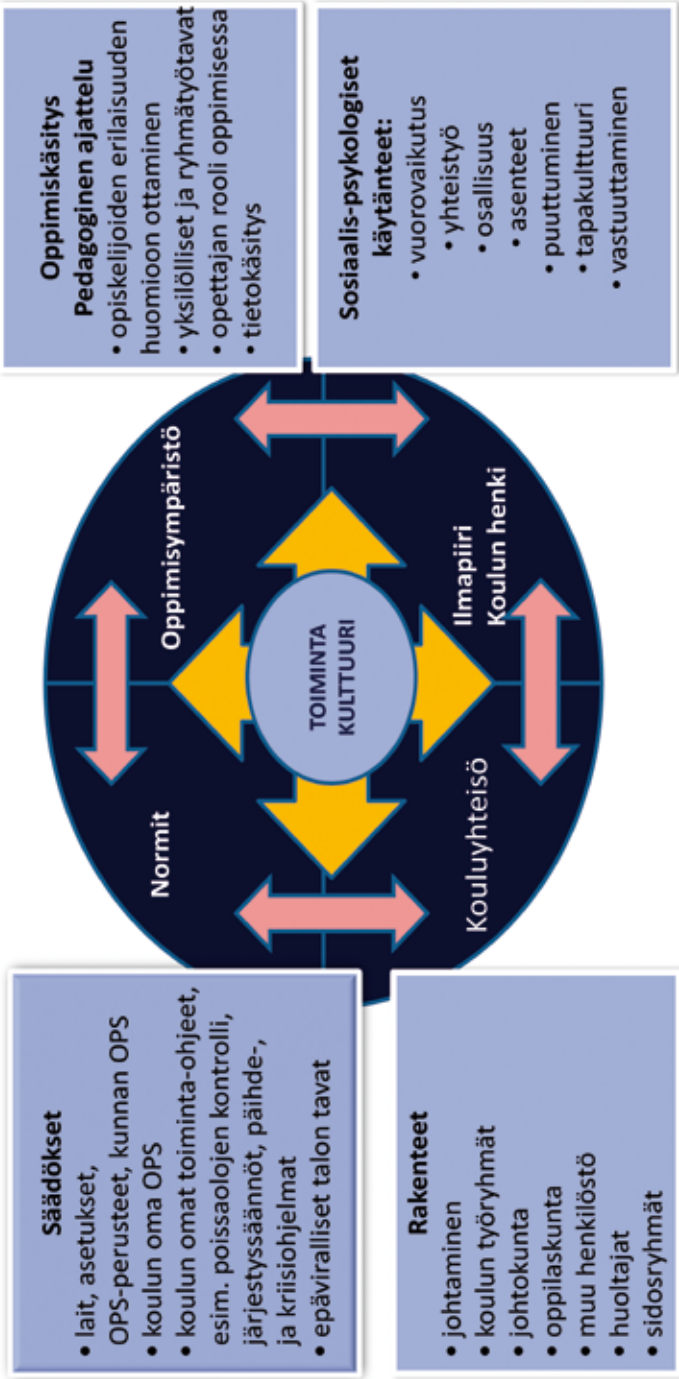 Säädökset
• lait, asetukset,
OPS-perusteet, kunnan OPS
• koulun oma OPS
• koulun omat toiminta-ohjeet,
esim. poissaolojen kontrolli,
järjestyssäännöt, päihde-,
ja kriisiohjelmat
• epäviralliset talon tavat
Normit
Oppimisympäristö
Oppimiskäsitys
Pedagoginen ajattelu
• opiskelijoiden erilaisuuden
huomioon ottaminen
• yksilölliset ja ryhmätyötavat
• opettajan rooli oppimisessa
• tietokäsitys
TOIMINTA
KULTTUURI
Rakenteet
• johtaminen
• koulun työryhmät
• johtokunta
• oppilaskunta
• muu henkilöstö
• huoltajat
• sidosryhmät
Kouluyhteisö
Ilmapiiri
Koulun henki
Sosiaalis-psykologiset
käytänteet:
• vuorovaikutus
• yhteistyö
• osallisuus
• asenteet
• puuttuminen
• tapakulttuuri
• vastuuttaminen